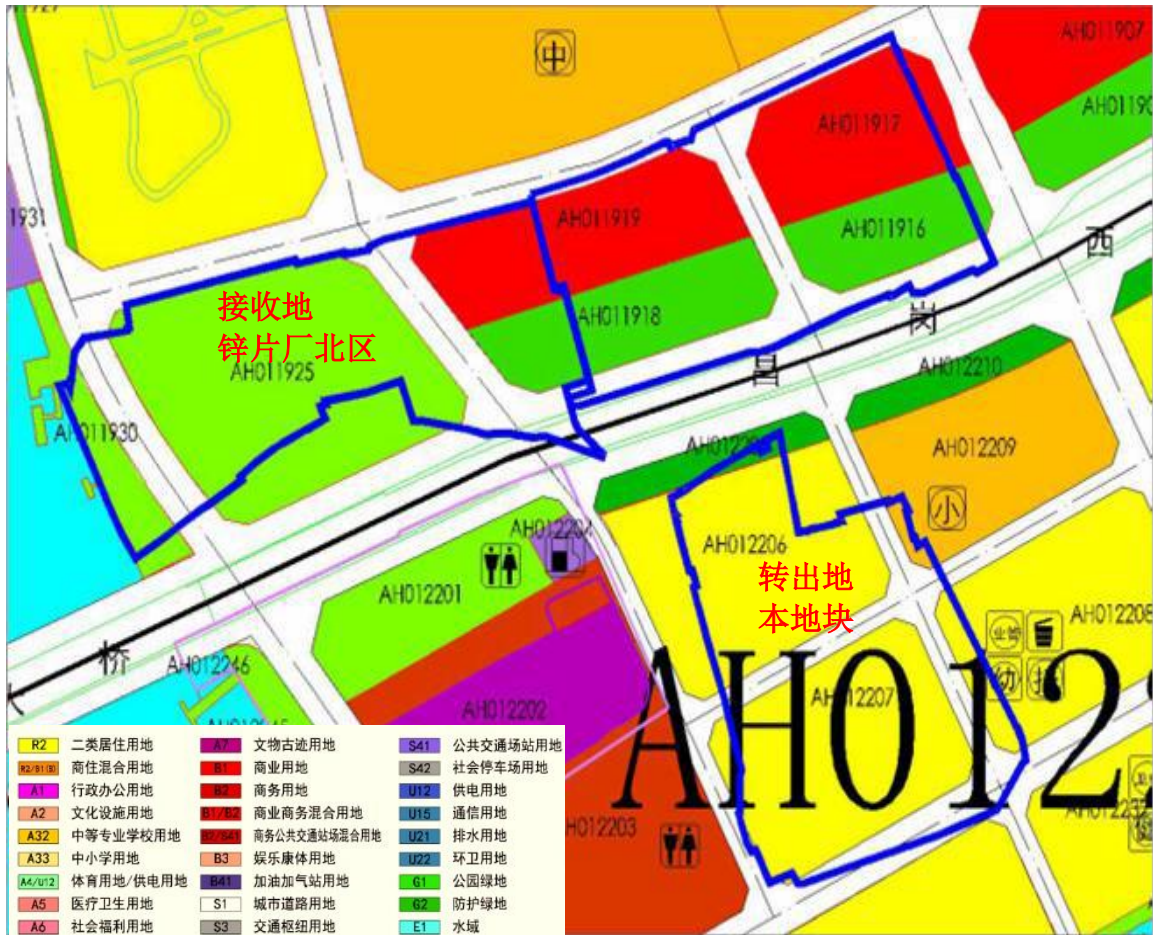 中
AH011907
AH011917
AH011919
AH011916
接收地
锌片厂北区
AH011918
西
岗
昌
AH011925
AH011930
AH012210
AH012209
小
AH012206
转出地
本地块
AH012204
AH012201
业管
AH012208
幼
桥
AH012246
AH012207
AH012202
R2 二类居住用地
R2/B1(B) 商住混合用地
A1 行政办公用地
A2 文化设施用地
A32 中等专业学校用地
A33 中小学用地
A4/U12 体育用地/供电用地
A5 医疗卫生用地
A6 社会福利用地
A7 文物古迹用地
B1 商业用地
B2 商务用地
B1/B2 商业商务混合用地
B2/S41 商务公共交通站场混合用地
B3 娱乐康体用地
B41 加油加气站用地
S1 城市道路用地
S3 交通枢纽用地
S41 公共交通场站用地
S42 社会停车场用地
U12 供电用地
U15 通信用地
U21 排水用地
U22 环卫用地
G1 公园绿地
G2 防护绿地
E1 水域